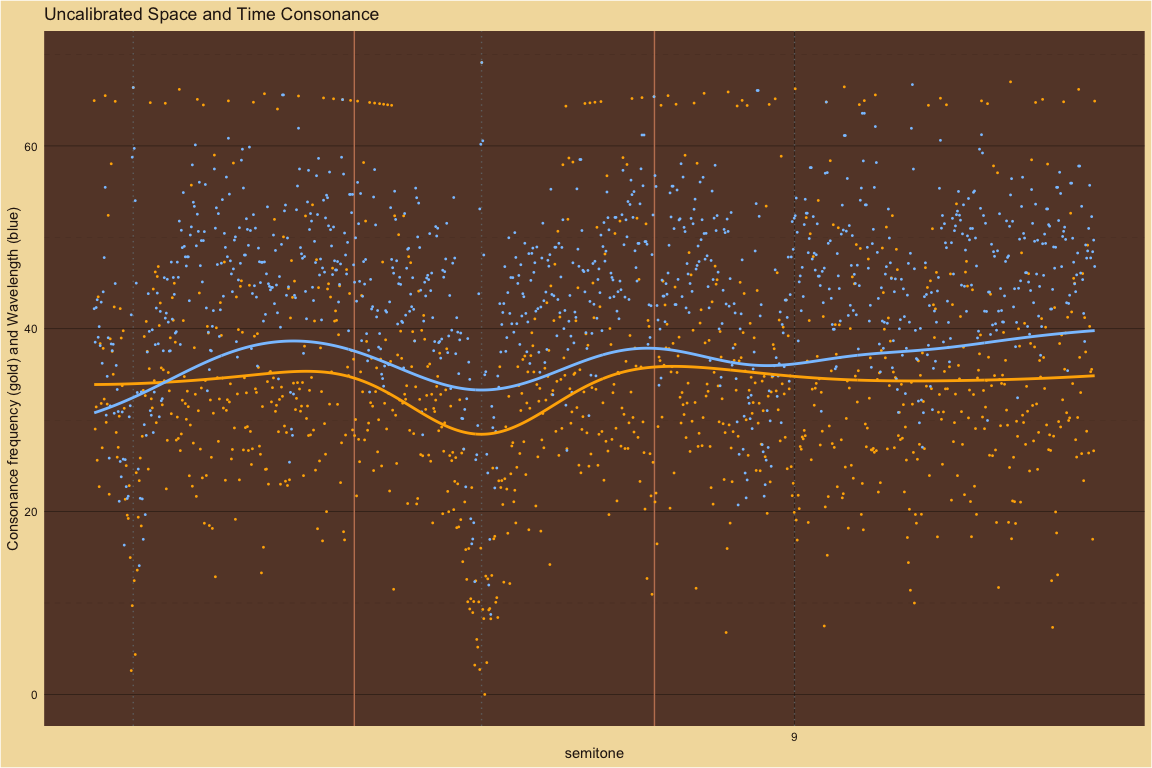 Uncalibrated Space and Time Consonance
Consonance frequency (gold) and Wavelength (blue)
60
40
20
0
9
semitone